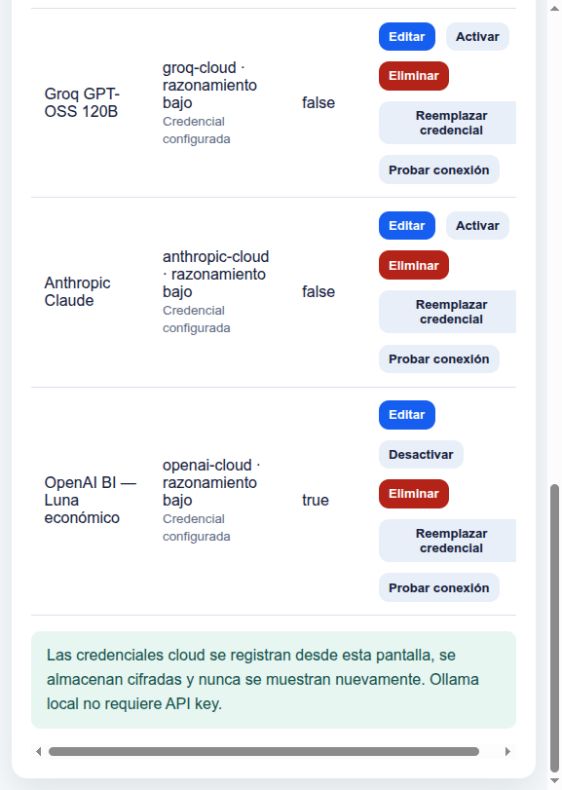 Groq GPT-
OSS 120B
groq-cloud ·
razonamiento
bajo
Credencial
configurada
false
Editar
Activar
Eliminar
Reemplazar
credencial
Probar conexión
Anthropic
Claude
anthropic-cloud
· razonamiento
bajo
Credencial
configurada
false
Editar
Activar
Eliminar
Reemplazar
credencial
Probar conexión
OpenAI BI —
Luna
económico
openai-cloud ·
razonamiento
bajo
Credencial
configurada
true
Editar
Desactivar
Eliminar
Reemplazar
credencial
Probar conexión
Las credenciales cloud se registran desde esta pantalla, se
almacenan cifradas y nunca se muestran nuevamente. Ollama
local no requiere API key.